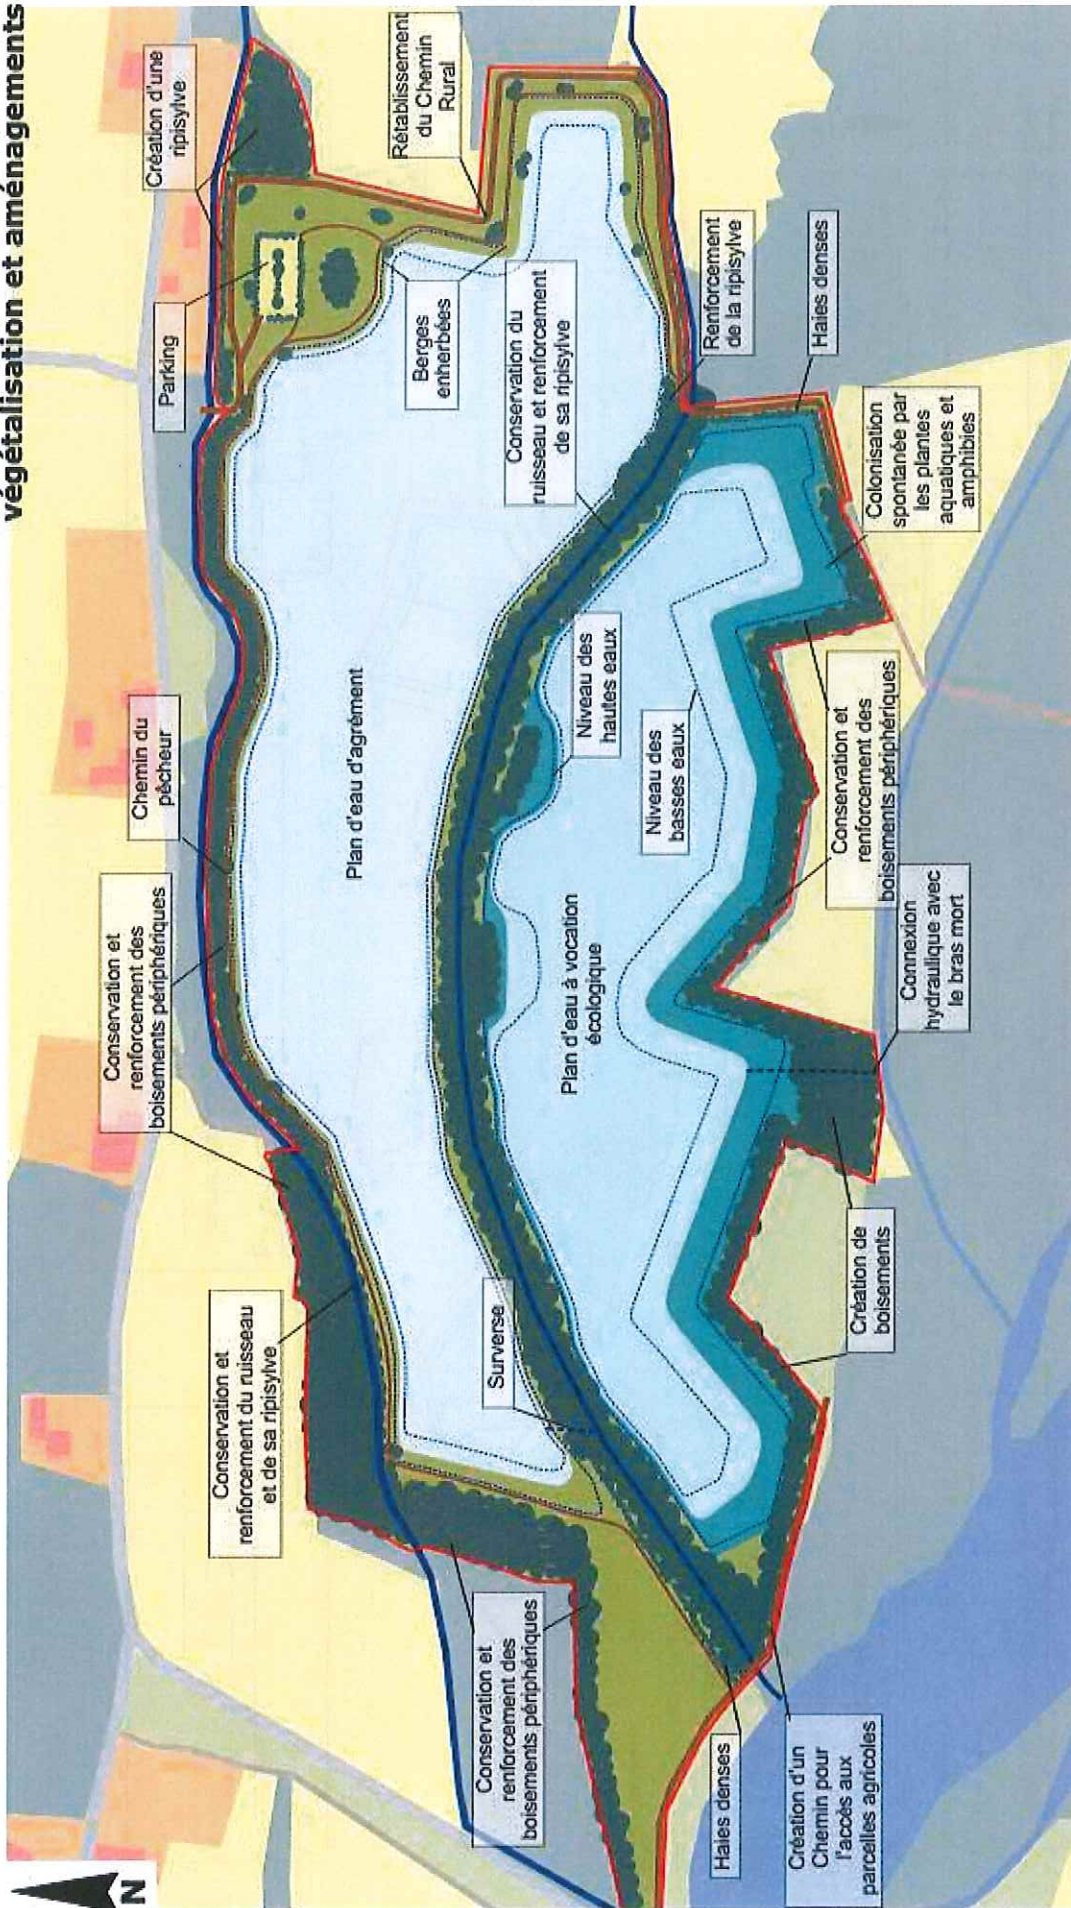 végétalisation et aménagements
N
Conservation et
renforcement des
boisements périphériques
Chemin du
pêcheur
Parking
Création d'une
ripisylve
Conservation et
renforcement du ruisseau
et de sa ripisylve
Plan d'eau d'agrément
Berges
enherbées
Rétablissement
du Chemin
Rural
Conservation et
renforcement des
boisements périphériques
Surverse
Plan d'eau à vocation
écologique
Niveau des
hautes eaux
Niveau des
basses eaux
Conservation du
ruisseau et renforcement
de sa ripisylve
Renforcement
de la ripisylve
Haies denses
Haies denses
Création d'un
Chemin pour
l'accès aux
parcelles agricoles
Création de
boisements
Connexion
hydraulique avec
le bras mort
Conservation et
renforcement des
boisements périphériques
Colonisation
spontanée par
les plantes
aquatiques et
amphibies